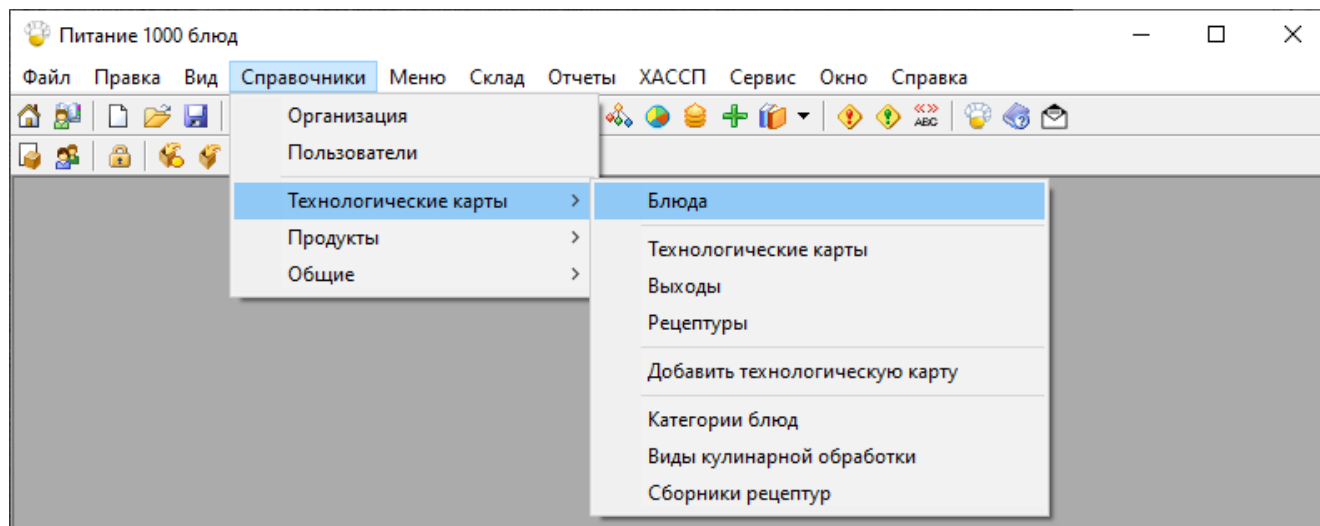 Питание 1000 блюд
Файл Правка Вид Справочники Меню Склад Отчеты ХАССП Сервис Окно Справка
Организация
ABC
Пользователи
Технологические карты
Продукты
Общие
Блюда
Технологические карты
Выходы
Рецептуры
Добавить технологическую карту
Категории блюд
Виды кулинарной обработки
Сборники рецептур